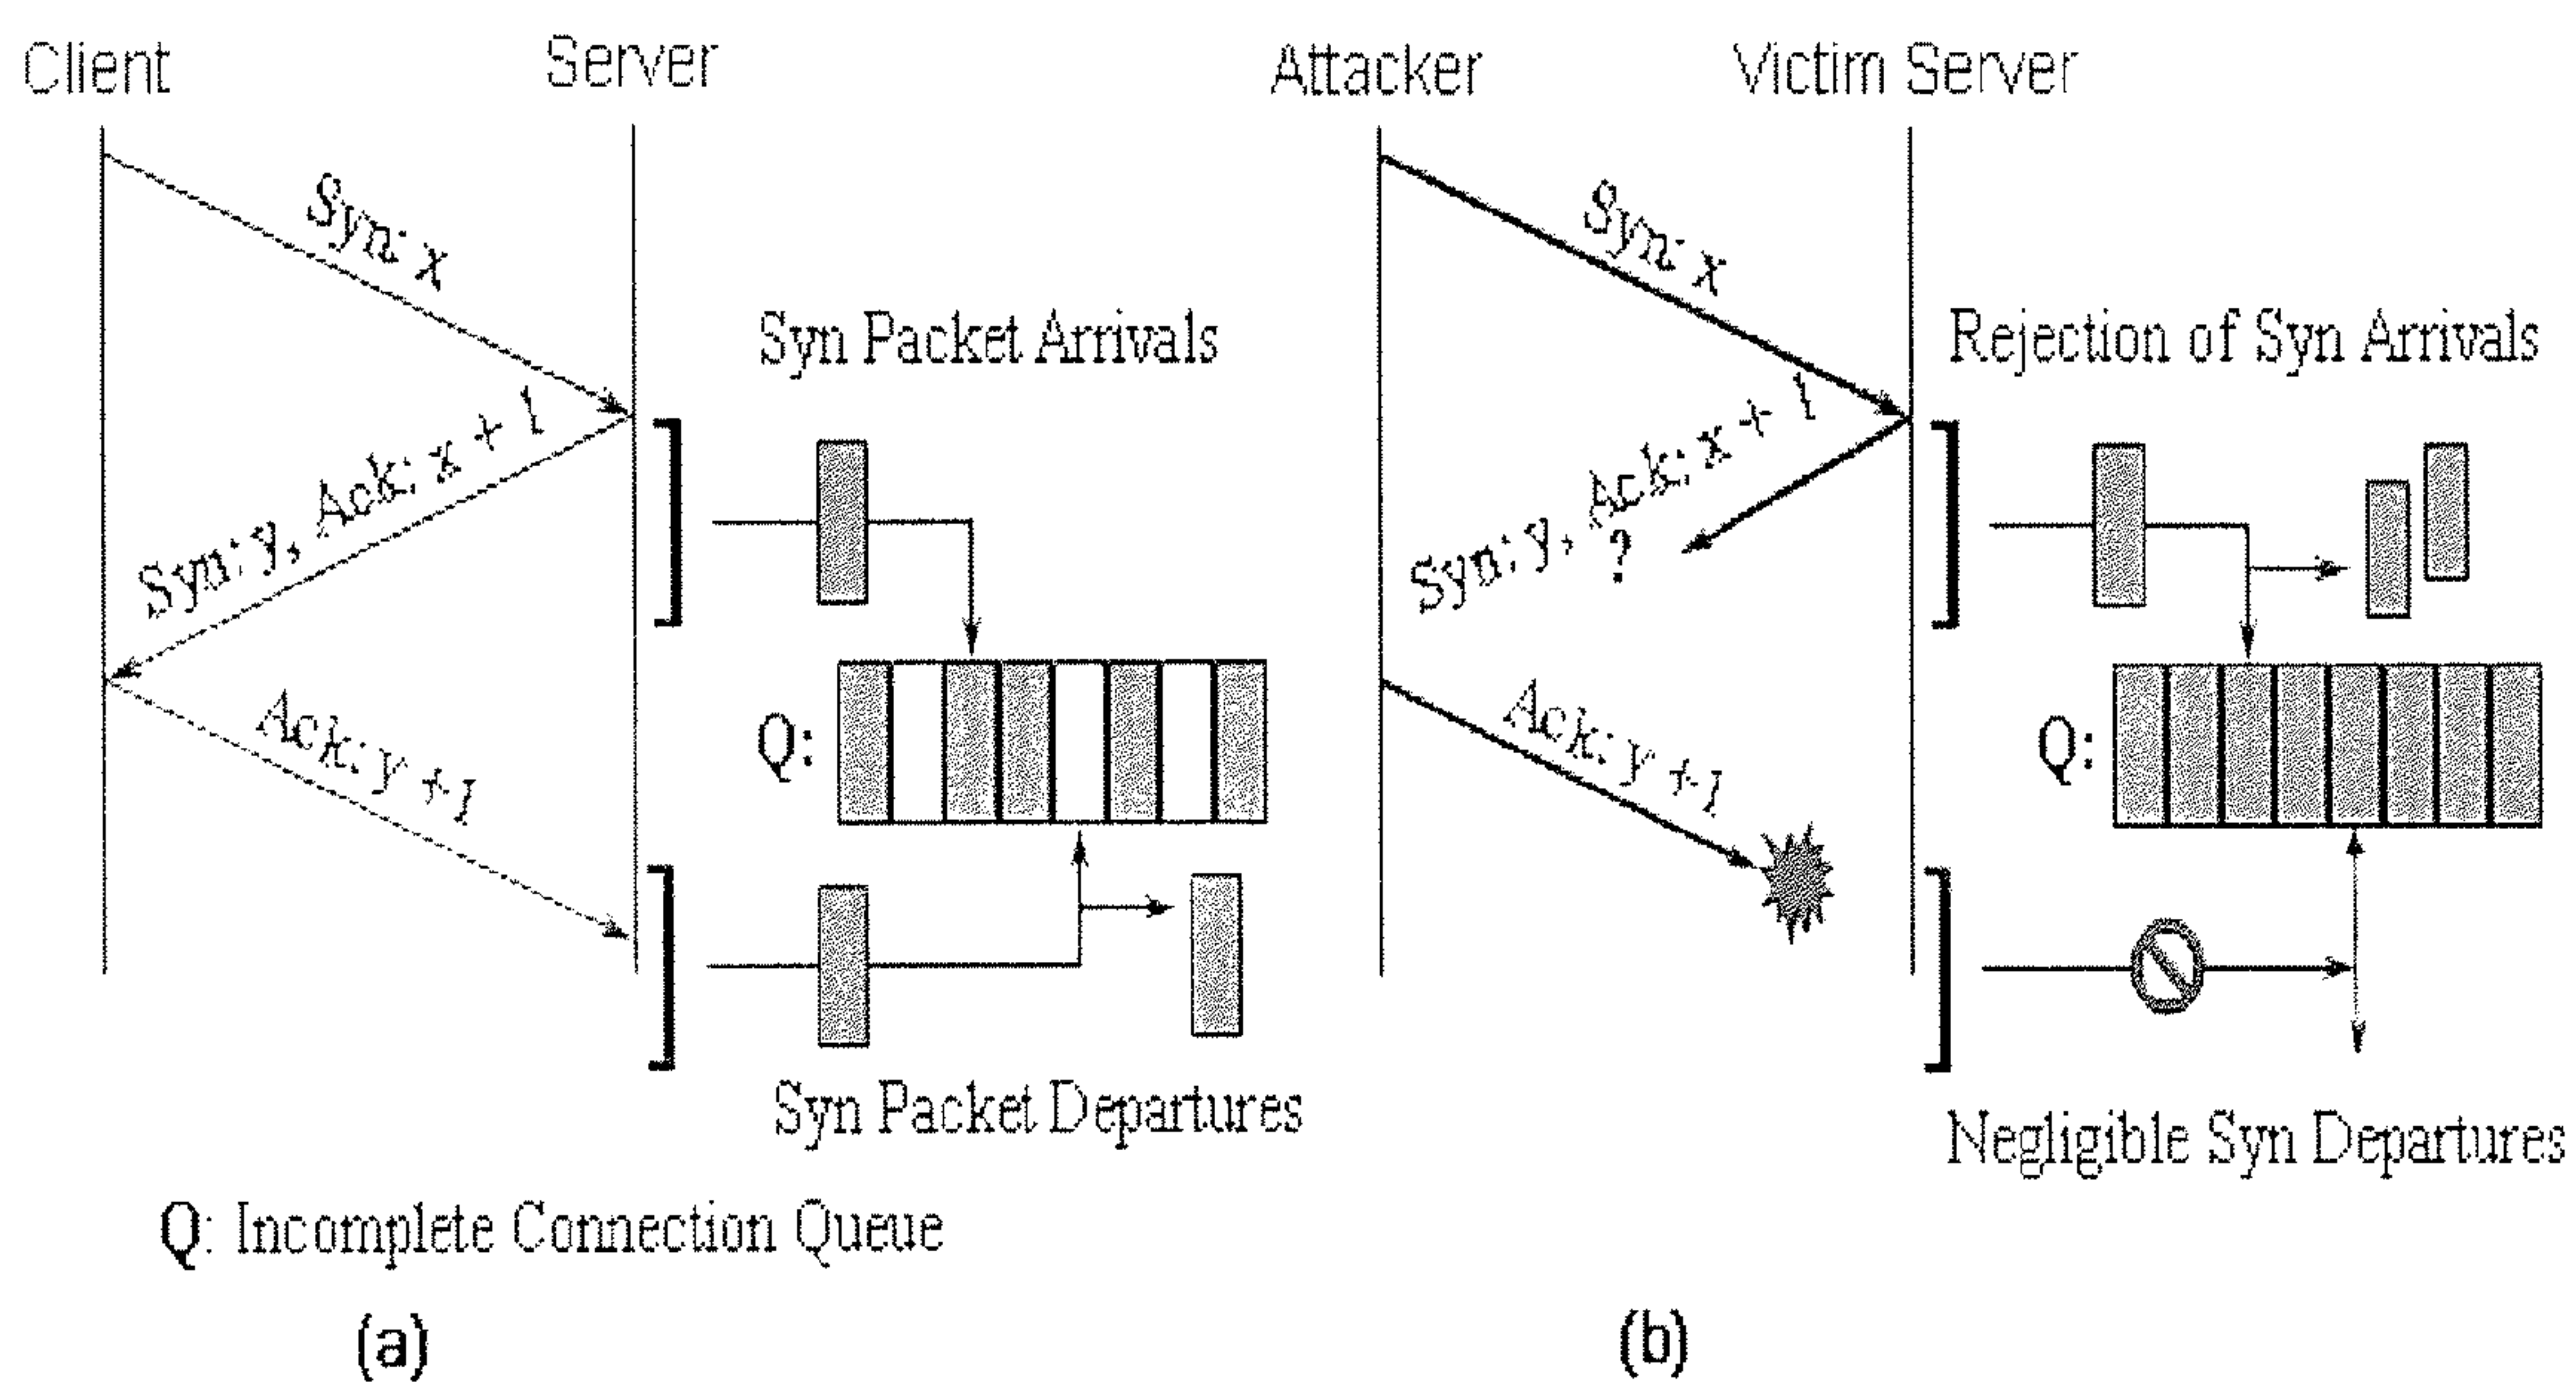 Client
Server
Syn: x
Syn: y, Ack: x + 1
Ack: y +1
Syn Packet Arrivals
Q:
Syn Packet Departures
Q: Incomplete Connection Queue
(a)
Attacker
Victim Server
Syn: x
Syn: y, Ack: x + 1
?
Ack: y +1
Rejection of Syn Arrivals
Q:
Negligible Syn Departures
(b)